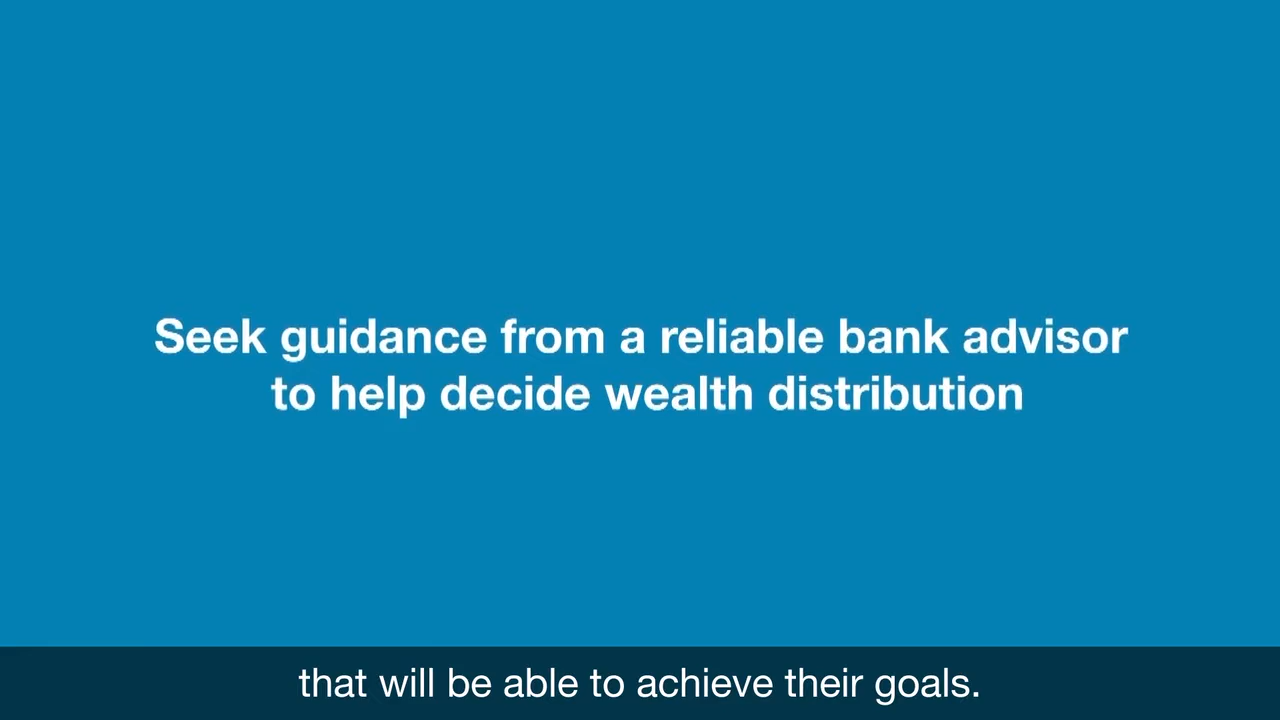 Seek guidance from a reliable bank advisor
to help decide wealth distribution
that will be able to achieve their goals.